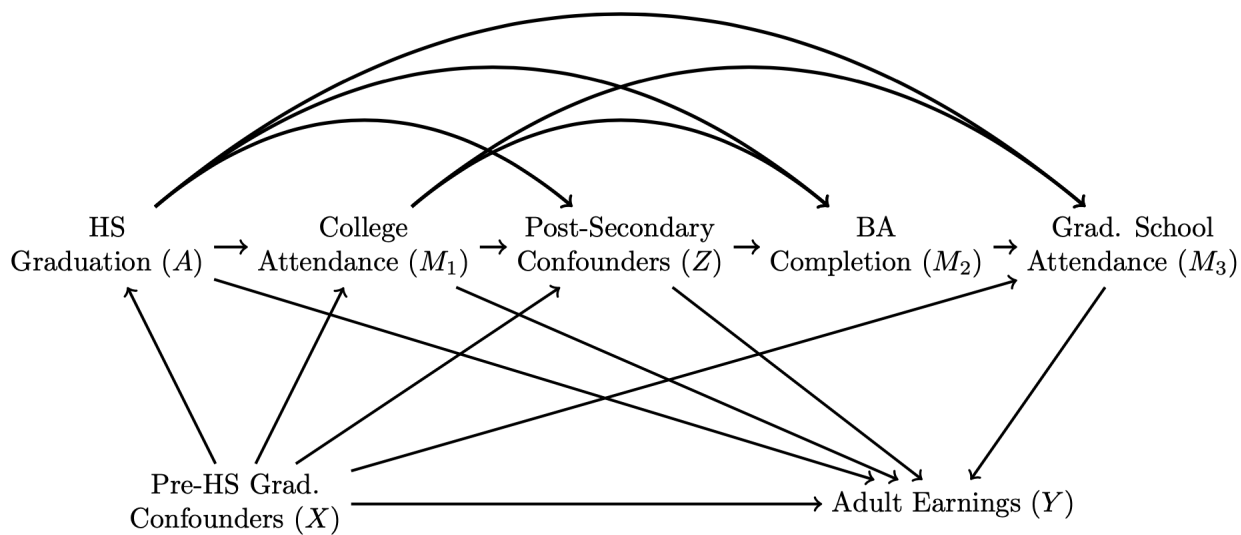 HS
Graduation (A)
College
Attendance (M₁)
Post-Secondary
Confounders (Z)
BA
Completion (M₂)
Grad. School
Attendance (M₃)
Pre-HS Grad.
Confounders (X)
Adult Earnings (Y)